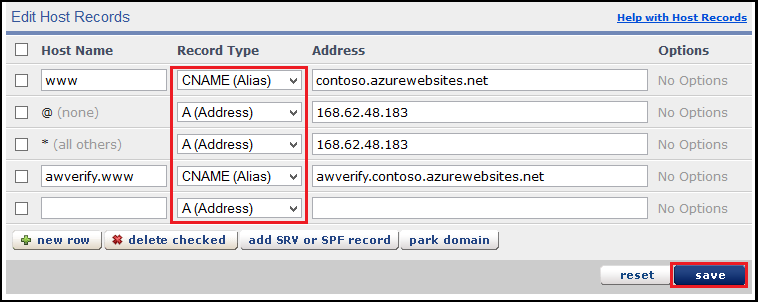 Edit Host Records Help with Host Records
Host Name Record Type Address Options
www CNAME (Alias) contoso.azurewebsites.net No Options
@ (none) A (Address) 168.62.48.183 No Options
* (all others) A (Address) 168.62.48.183 No Options
awverify.www CNAME (Alias) awverify.contoso.azurewebsites.net No Options
A (Address) No Options
new row delete checked add SRV or SPF record park domain
reset save